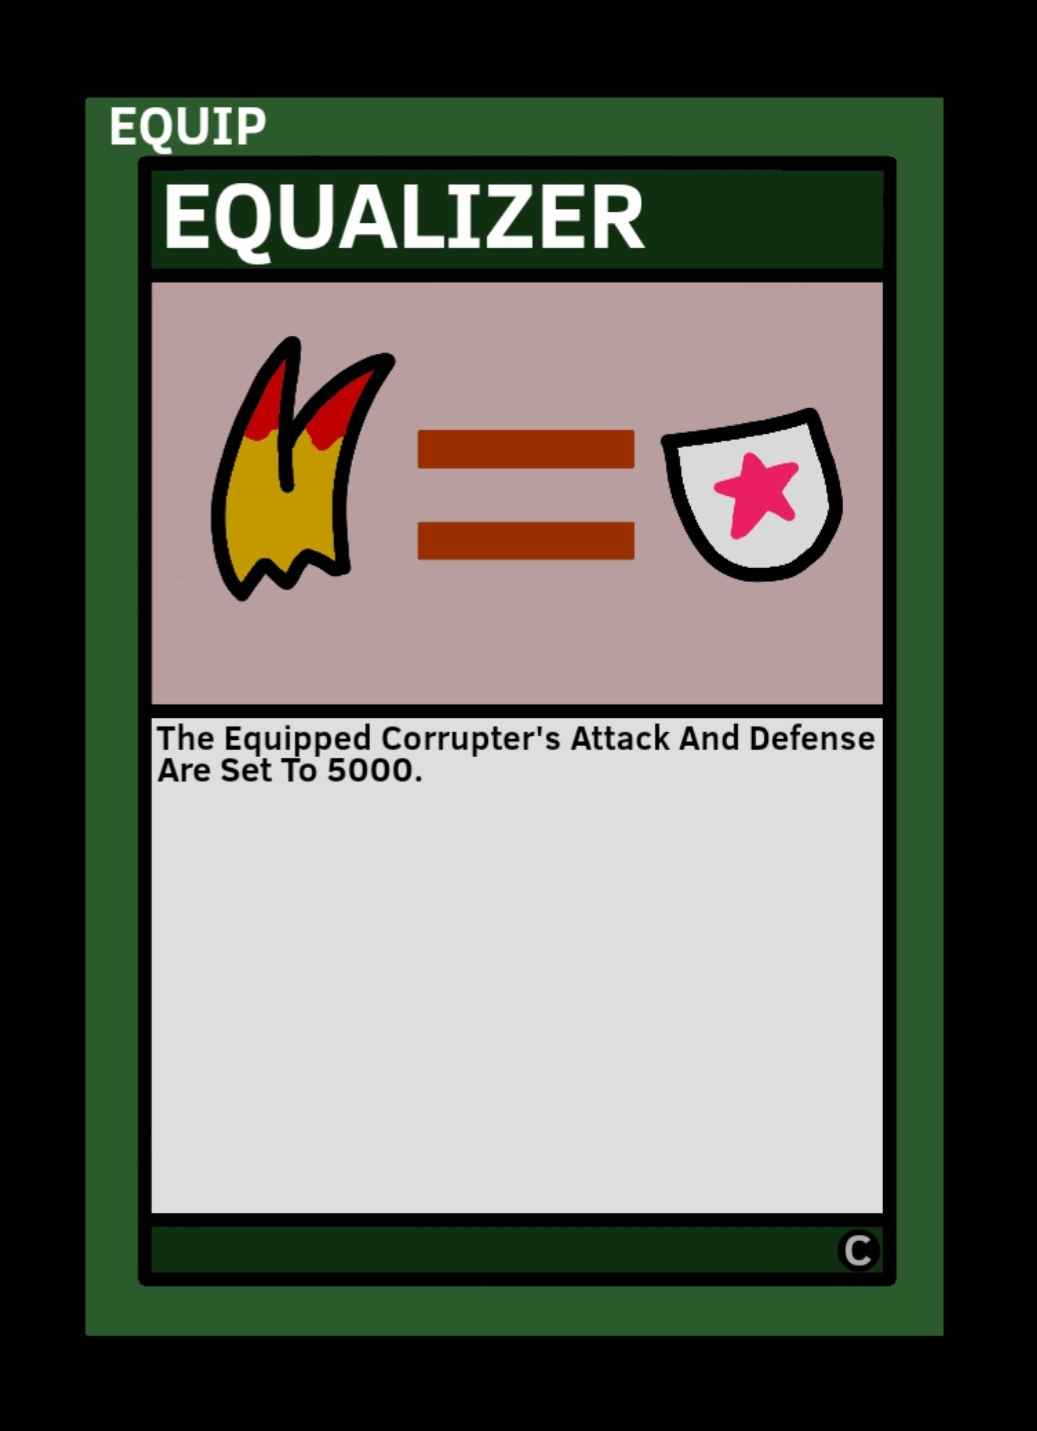 EQUIP
EQUALIZER
The Equipped Corrupter's Attack And Defense
Are Set To 5000.
C